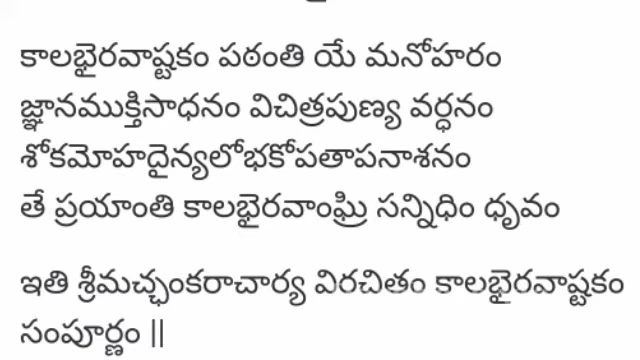 కాలభైరవాష్టకం పఠంతి యే మనోహరం
జ్ఞానముక్తిసాధనం విచిత్రపుణ్య వర్ధనం
శోకమోహదైన్యలోభకోపతాపనాశనం
తే ప్రయాంతి కాలభైరవాంఘ్రి సన్నిధిం ధృవం
ఇతి శ్రీమచ్ఛంకరాచార్య విరచితం కాలభైరవాష్టకం
సంపూర్ణం ||